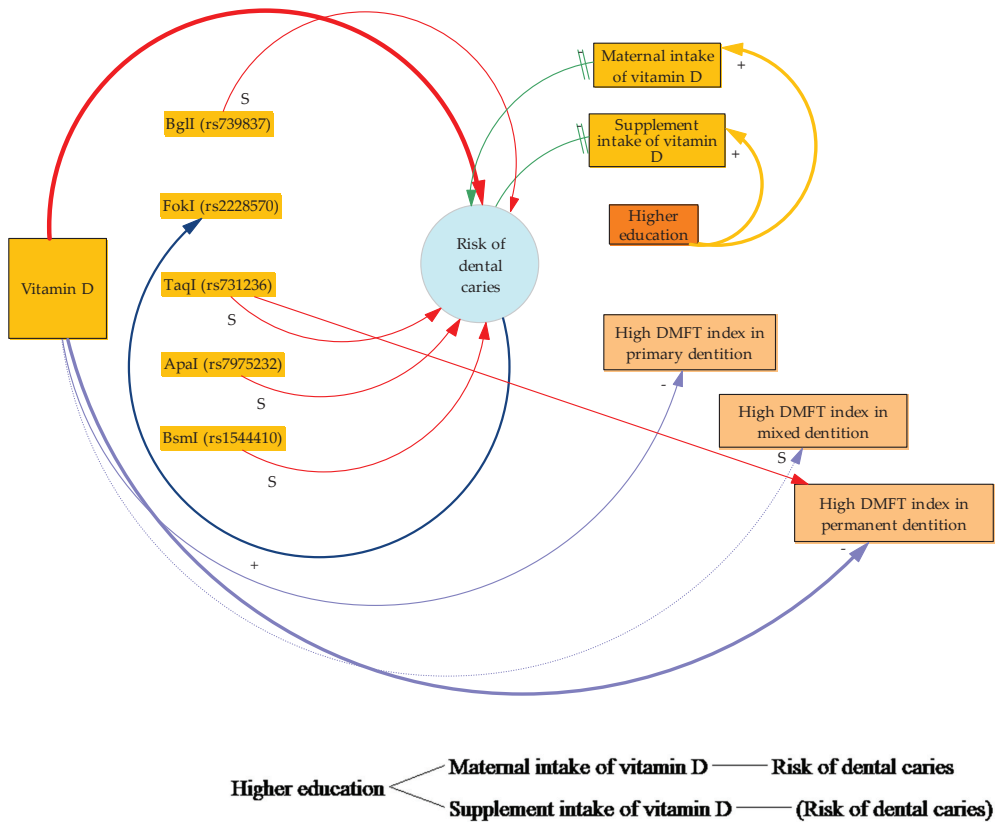 Maternal intake
of vitamin D
-
+
S
BglI (rs739837)
Supplement
intake of vitamin
D
-
+
FokI (rs2228570)
Higher
education
Risk of
dental
caries
Vitamin D
TaqI (rs731236)
S
High DMFT index in
primary dentition
-
ApaI (rs7975232)
S
High DMFT index in
mixed dentition
S
BsmI (rs1544410)
S
High DMFT index in
permanent dentition
-
+
Higher education
Maternal intake of vitamin D
Risk of dental caries
Supplement intake of vitamin D
(Risk of dental caries)